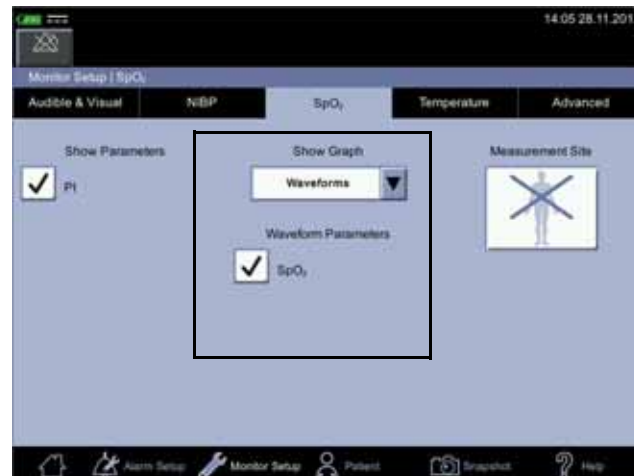 14:05 28.11.201
Monitor Setup | SpO₂
Audible & Visual NIBP SpO₂ Temperature Advanced
Show Parameters Show Graph Measurement Site
✓ PI Waveforms ▼
Waveform Parameters
✓ SpO₂
Alarm Setup Monitor Setup Patient Snapshot Help